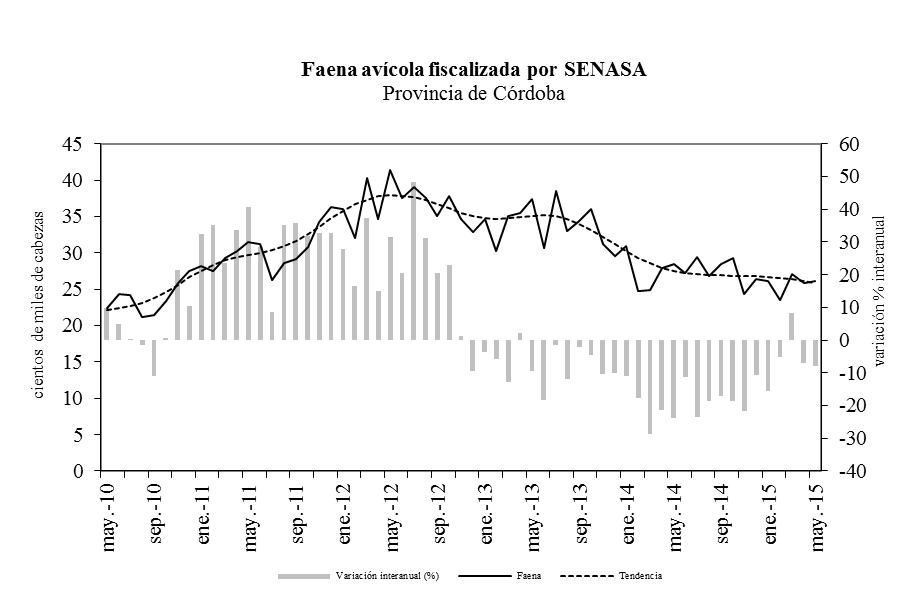 Faena avícola fiscalizada por SENASA
Provincia de Córdoba
cientos de miles de cabezas
45
40
35
30
25
20
15
10
5
0
60
50
40
30
20
10
0
-10
-20
-30
-40
variación % interanual
may.-10
sep.-10
ene.-11
may.-11
sep.-11
ene.-12
may.-12
sep.-12
ene.-13
may.-13
sep.-13
ene.-14
may.-14
sep.-14
ene.-15
may.-15
Variación interanual (%)
Faena
Tendencia